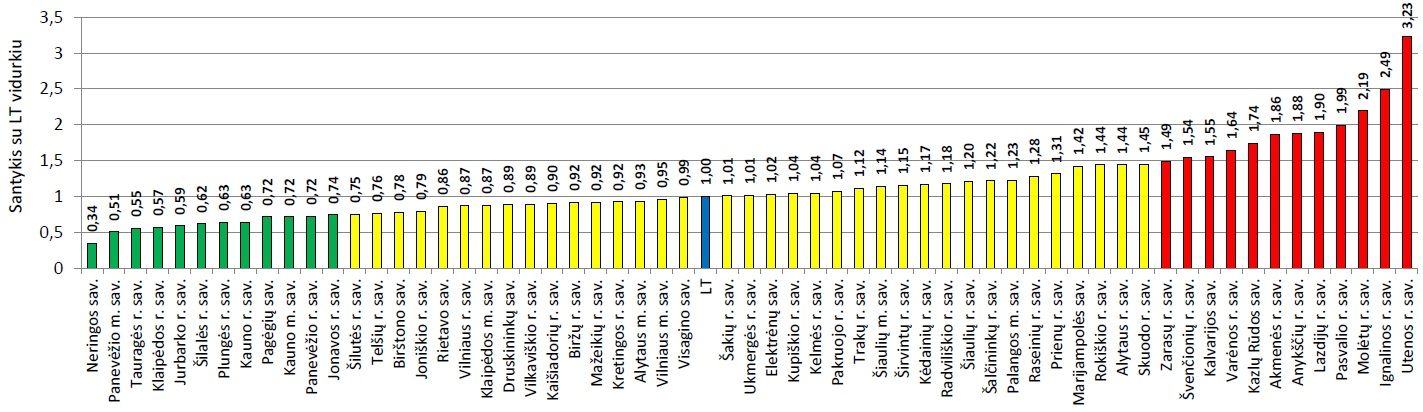 Santykis su LT vidurkiu
3,5
3
2,5
2
1,5
1
0,5
0
0,34
0,51
0,55
0,57
0,59
0,62
0,63
0,63
0,72
0,72
0,72
0,74
0,75
0,76
0,78
0,79
0,86
0,87
0,87
0,89
0,89
0,90
0,92
0,92
0,92
0,93
0,95
0,99
1,00
1,01
1,01
1,02
1,04
1,04
1,07
1,12
1,14
1,15
1,17
1,18
1,20
1,22
1,23
1,28
1,31
1,42
1,44
1,44
1,45
1,49
1,54
1,55
1,64
1,74
1,86
1,88
1,90
1,99
2,19
2,49
3,23
Neringos sav.
Panevėžio m. sav.
Tauragės r. sav.
Klaipėdos r. sav.
Jurbarko r. sav.
Šilalės r. sav.
Plungės r. sav.
Kauno r. sav.
Pagėgių sav.
Kauno m. sav.
Panevėžio r. sav.
Jonavos r. sav.
Šilutės r. sav.
Telšių r. sav.
Birštono sav.
Joniškio r. sav.
Rietavo sav.
Vilniaus r. sav.
Klaipėdos m. sav.
Druskininkų sav.
Vilkaviškio r. sav.
Kaišiadorių r. sav.
Biržų r. sav.
Mažeikių r. sav.
Kretingos r. sav.
Alytaus m. sav.
Vilniaus m. sav.
Visagino sav.
LT
Šakių r. sav.
Ukmergės r. sav.
Elektrėnų sav.
Kupiškio r. sav.
Kelmės r. sav.
Pakruojo r. sav.
Trakų r. sav.
Šiaulių m. sav.
Širvintų r. sav.
Kėdainių r. sav.
Radviliškio r. sav.
Šiaulių r. sav.
Šalčininkų r. sav.
Palangos m. sav.
Raseinių r. sav.
Prienų r. sav.
Marijampolės sav.
Rokiškio r. sav.
Alytaus r. sav.
Skuodo r. sav.
Zarasų r. sav.
Švenčionių r. sav.
Kalvarijos sav.
Varėnos r. sav.
Kazlų Rūdos sav.
Akmenės r. sav.
Anykščių r. sav.
Lazdijų r. sav.
Pasvalio r. sav.
Molėtų r. sav.
Ignalinos r. sav.
Utenos r. sav.